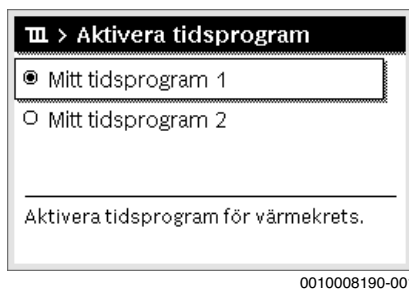 > Aktivera tidsprogram
Mitt tidsprogram 1
Mitt tidsprogram 2
Aktivera tidsprogram för värmekrets.
0010008190-00